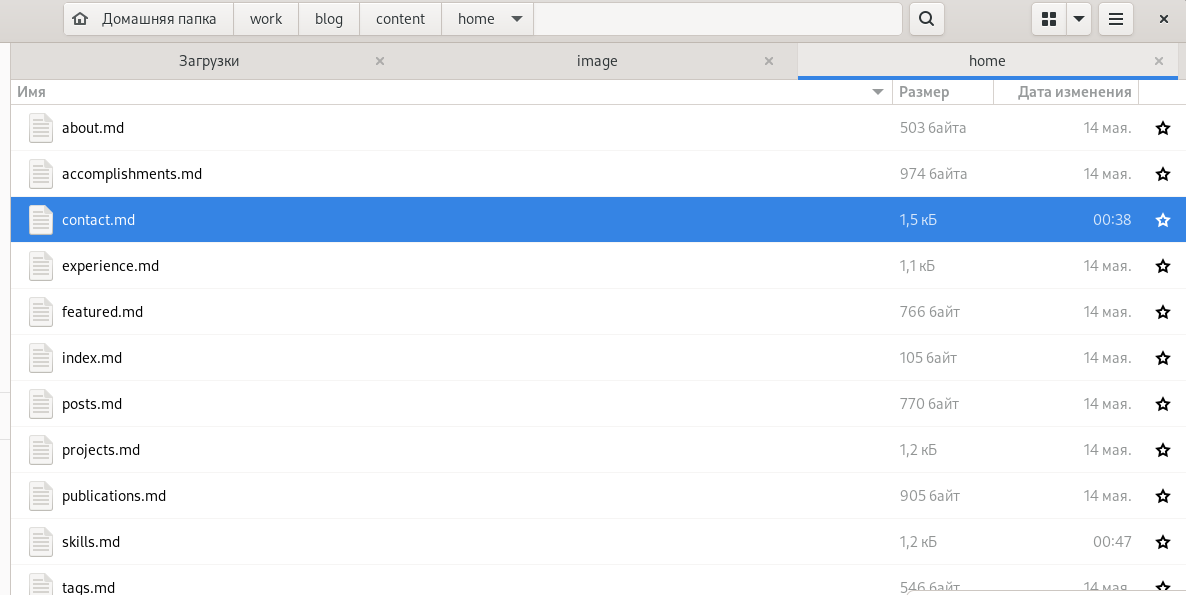 Домашняя папка work blog content home
Загрузки image home
Имя Размер Дата изменения
about.md 503 байта 14 мая.
accomplishments.md 974 байта 14 мая.
contact.md 1,5 кБ 00:38
experience.md 1,1 кБ 14 мая.
featured.md 766 байт 14 мая.
index.md 105 байт 14 мая.
posts.md 770 байт 14 мая.
projects.md 1,2 кБ 14 мая.
publications.md 905 байт 14 мая.
skills.md 1,2 кБ 00:47
tags.md 546 байт 14 мая.